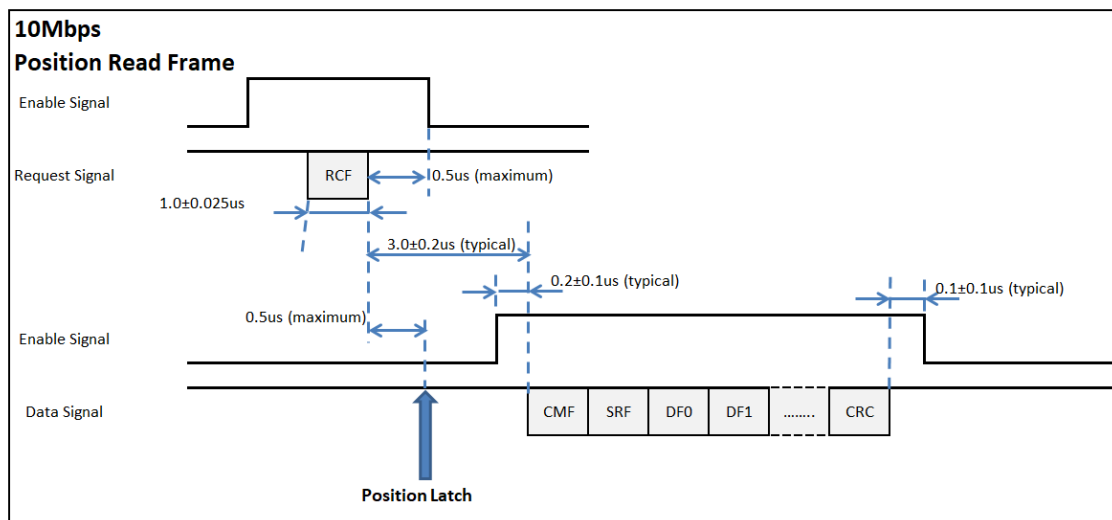 10Mbps
Position Read Frame
Enable Signal
Request Signal
RCF
0.5us (maximum)
1.0±0.025us
3.0±0.2us (typical)
0.2±0.1us (typical)
0.1±0.1us (typical)
0.5us (maximum)
Enable Signal
Data Signal
CMF
SRF
DF0
DF1
........
CRC
Position Latch